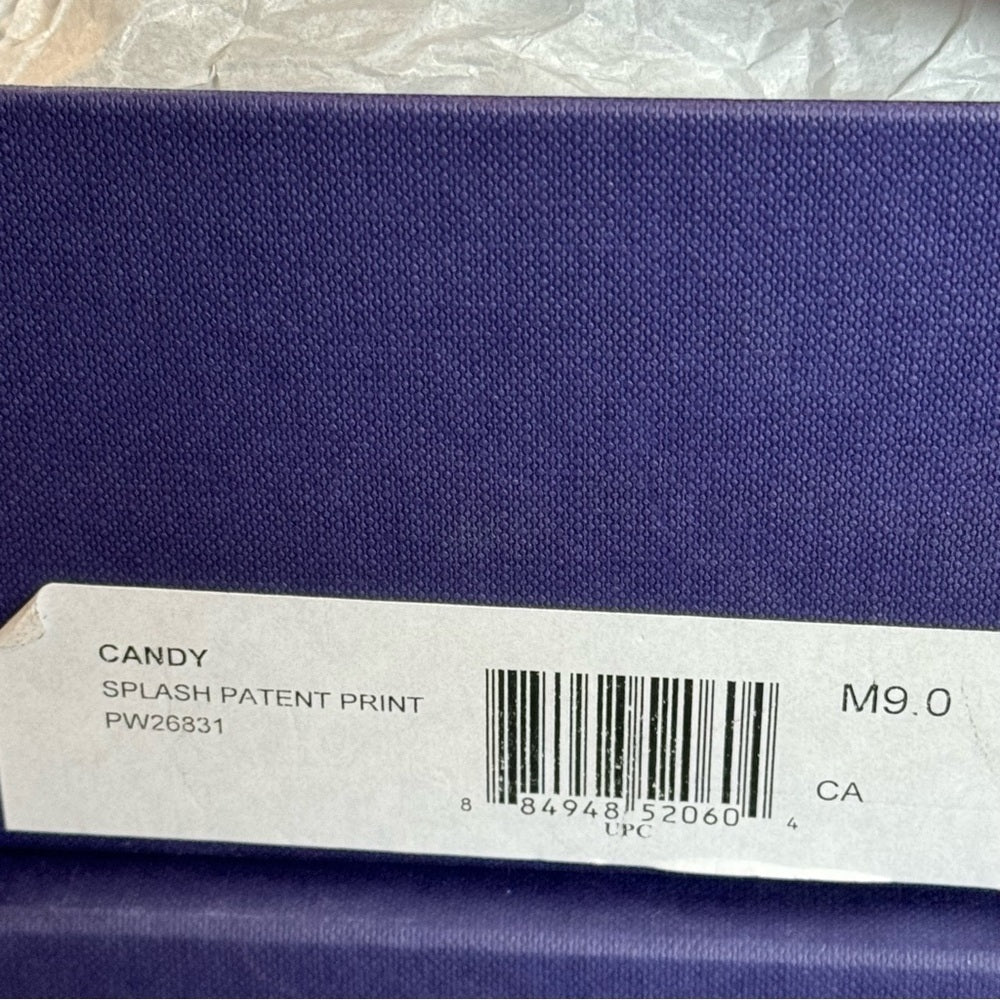 CANDY
SPLASH PATENT PRINT
PW26831
8 84948 52060 4
UPC
M9.0
CA